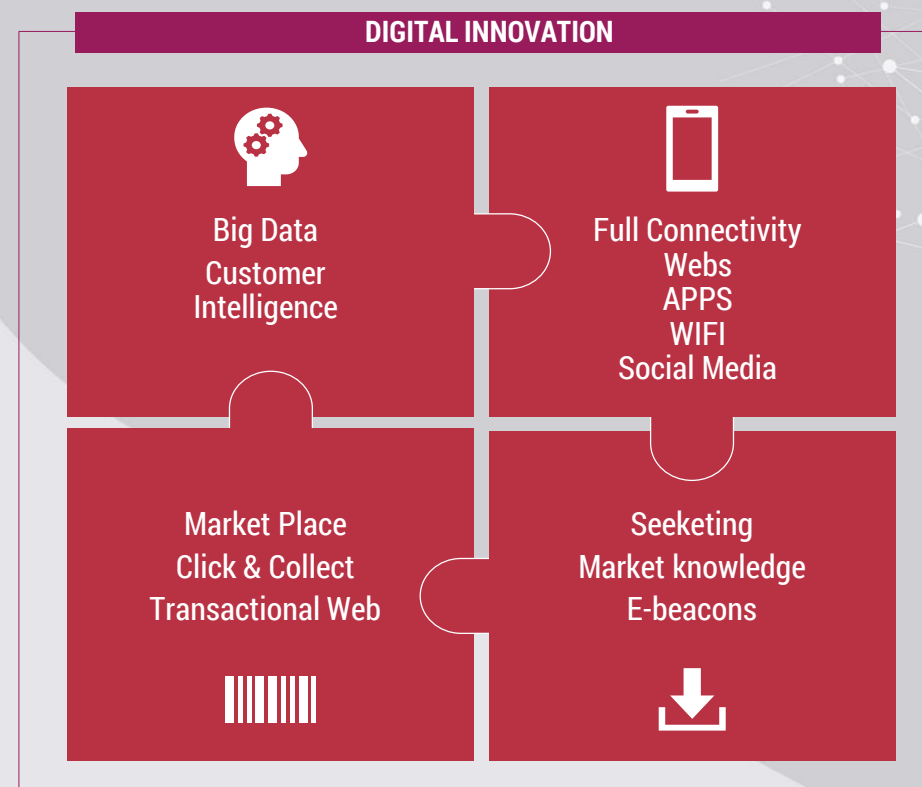 DIGITAL INNOVATION
Big Data
Customer
Intelligence
Full Connectivity
Webs
APPS
WIFI
Social Media
Market Place
Click & Collect
Transactional Web
Seeketing
Market knowledge
E-beacons